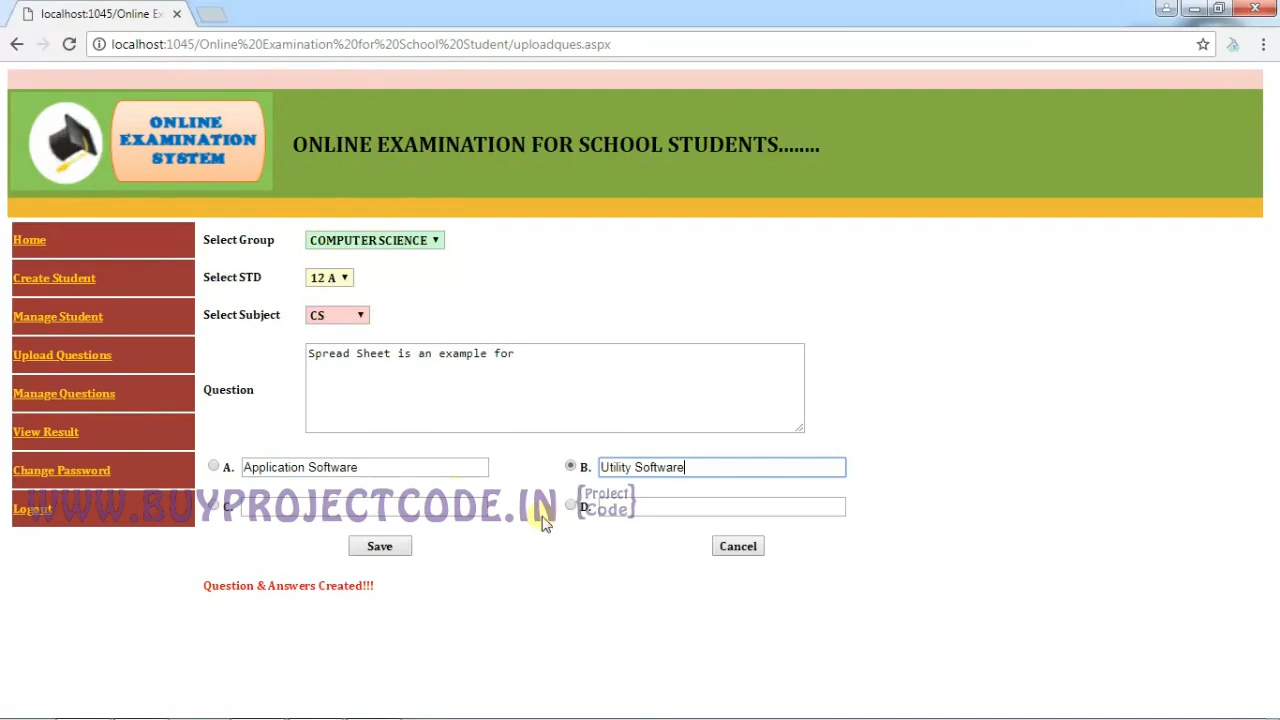 localhost:1045/Online Ex
localhost:1045/Online%20Examination%20for%20School%20Student/uploadques.aspx
ONLINE
EXAMINATION
SYSTEM
ONLINE EXAMINATION FOR SCHOOL STUDENTS........
Home
Create Student
Manage Student
Upload Questions
Manage Questions
View Result
Change Password
Logout
Select Group COMPUTER SCIENCE
Select STD 12 A
Select Subject CS
Question Spread Sheet is an example for
A. Application Software B. Utility Software
C. D.
WWW.BUYPROJECTCODE.IN {Project Code}
Save Cancel
Question & Answers Created!!!